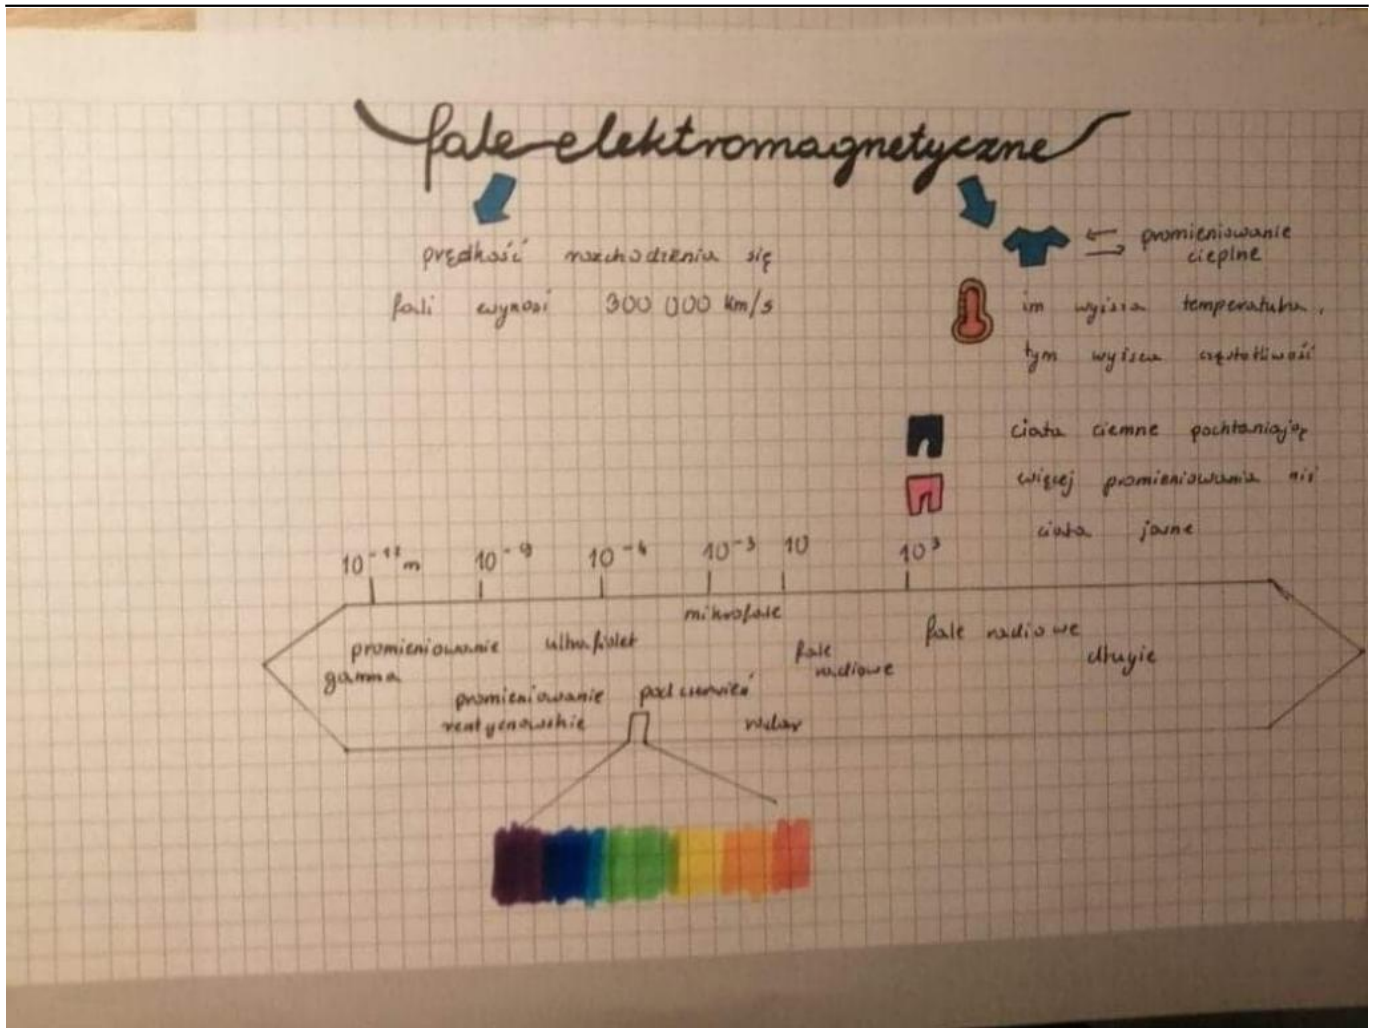 fale elektromagnetyczne
prędkość rozchodzenia się
fali wynosi 300 000 km/s
promieniowanie
cieplne
im wyższa temperatura,
tym wyższa częstotliwość
ciała ciemne pochłaniają
więcej promieniowania niż
ciała jasne
10⁻¹² m 10⁻⁹ 10⁻⁶ 10⁻³ 10 10³
mikrofale
promieniowanie
gamma
ultrafiolet
fale
radiowe
fale radiowe
długie
promieniowanie
rentgenowskie
podczerwień
radar